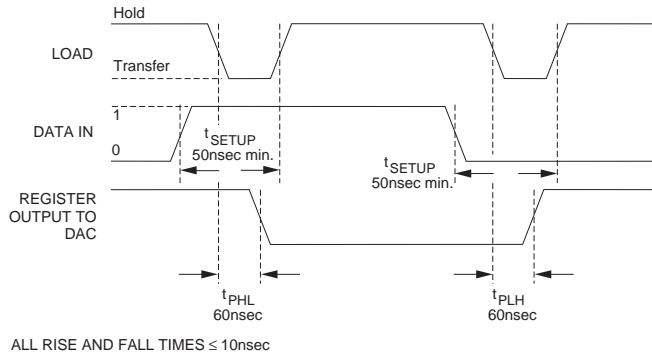 Hold
LOAD
Transfer
1
DATA IN
0
tSETUP
50nsec min.
tSETUP
50nsec min.
REGISTER
OUTPUT TO
DAC
tPHL
60nsec
tPLH
60nsec
ALL RISE AND FALL TIMES ≤ 10nsec